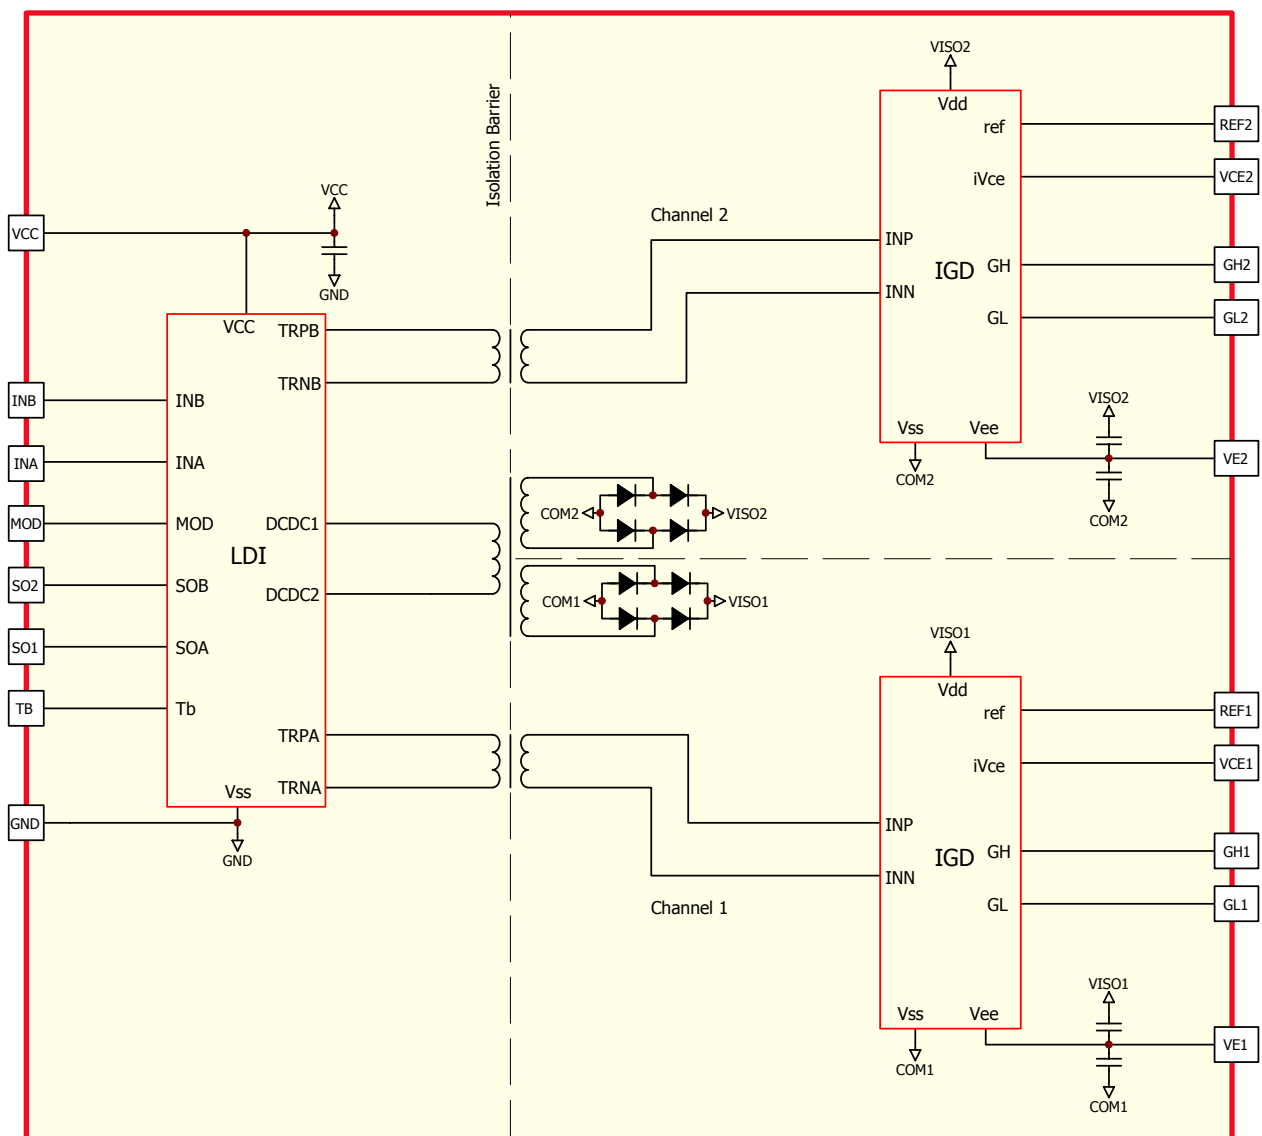 VISO2
Vdd
ref
REF2
iVce
VCE2
Isolation Barrier
Channel 2
VCC
VCC
INP
IGD
GH
GH2
INN
GL
GL2
GND
VCC
TRPB
TRNB
INB
INB
VISO2
Vss
Vee
VE2
COM2
COM2
INA
INA
MOD
MOD
DCDC1
COM2
VISO2
LDI
SO2
SOB
DCDC2
COM1
VISO1
SO1
SOA
VISO1
Vdd
TB
Tb
ref
REF1
TRPA
iVce
VCE1
TRNA
Vss
GND
GND
INP
IGD
GH
GH1
INN
GL
GL1
Channel 1
VISO1
Vss
Vee
VE1
COM1
COM1